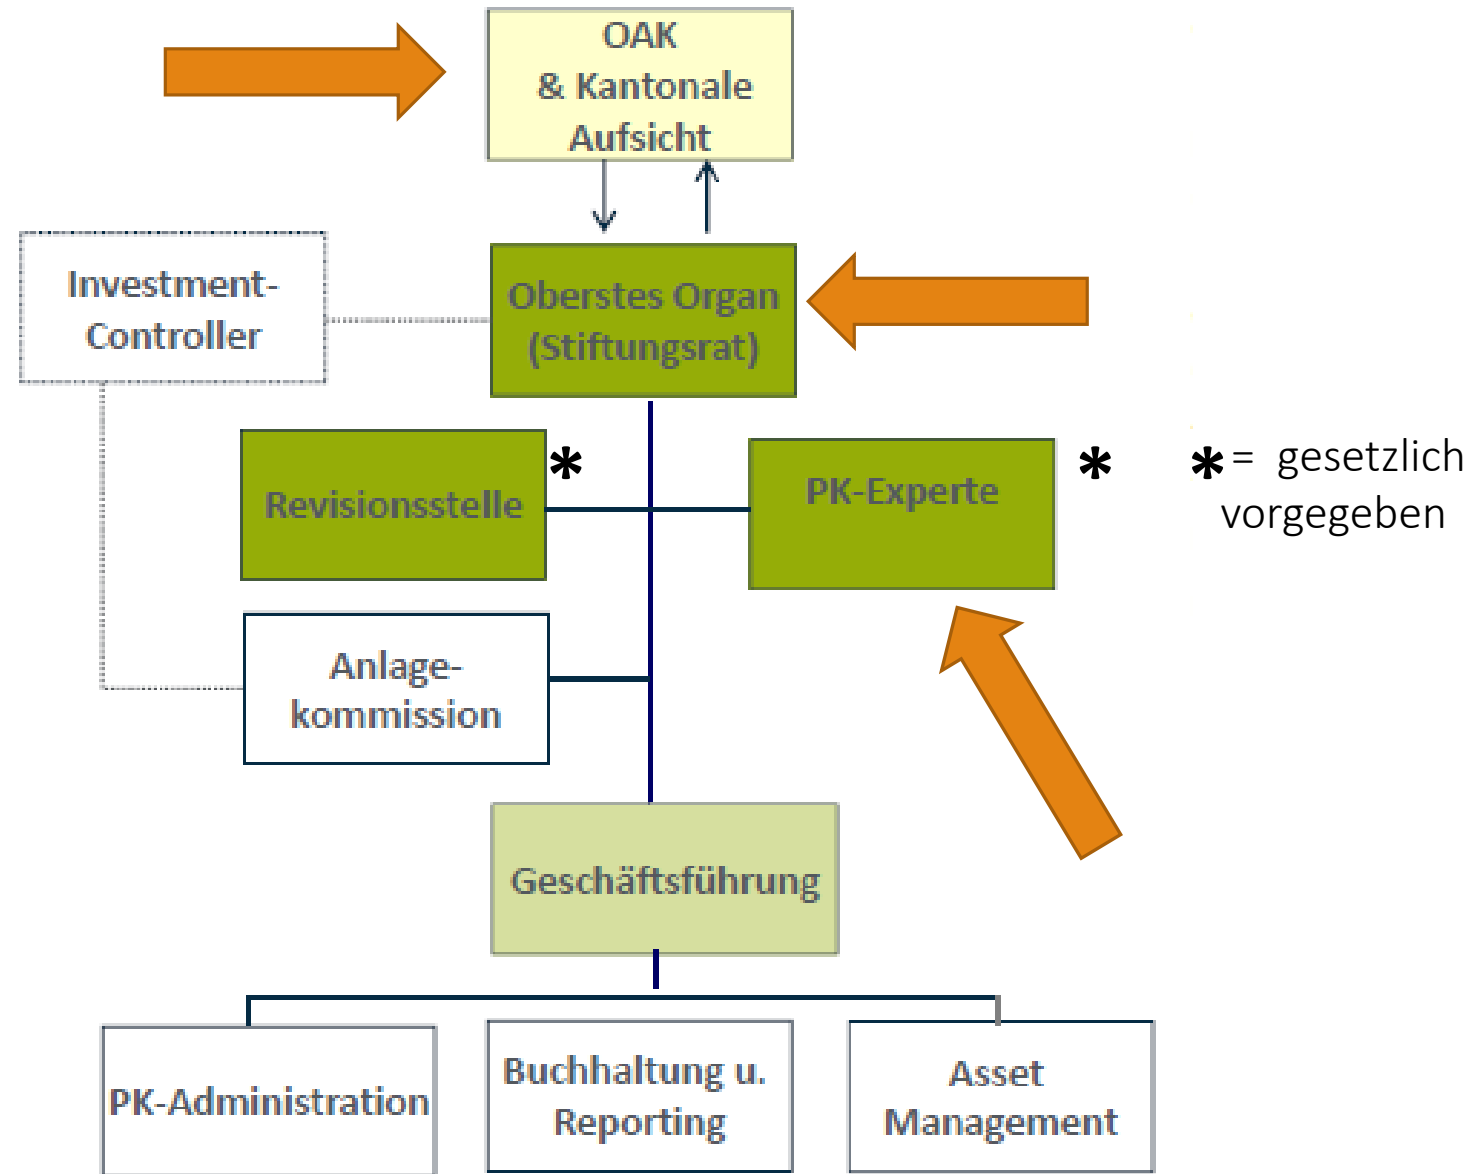 OAK
& Kantonale
Aufsicht
Investment-
Controller
Oberstes Organ
(Stiftungsrat)
Revisionsstelle
*
PK-Experte
*
* = gesetzlich
vorgegeben
Anlage-
kommission
Geschäftsführung
PK-Administration
Buchhaltung u.
Reporting
Asset
Management